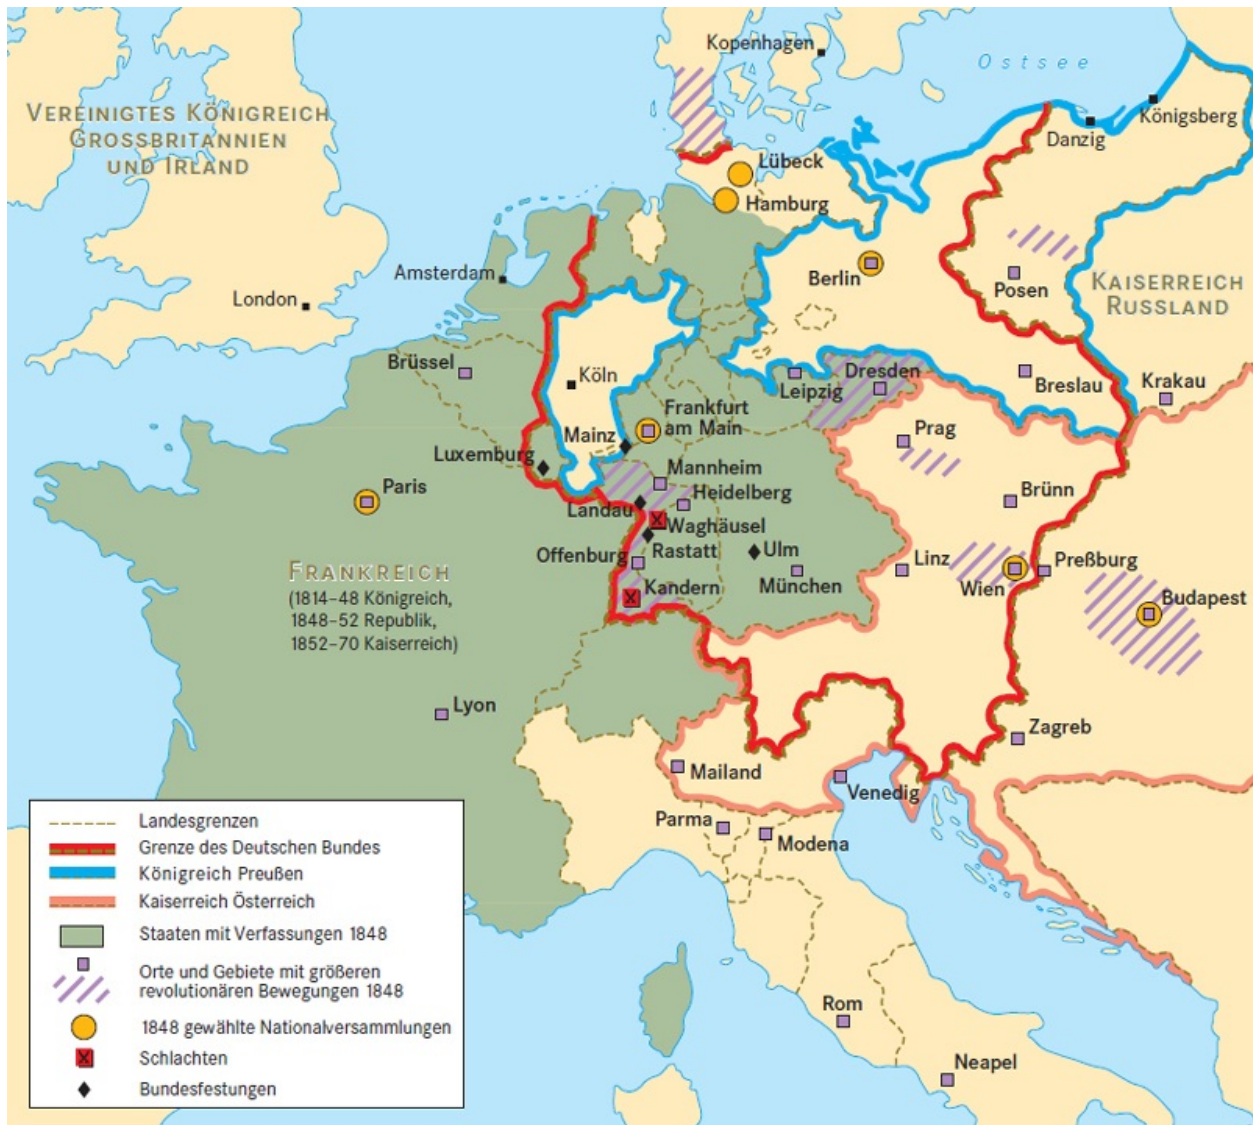 Kopenhagen
Ostsee
VEREINIGTES KÖNIGREICH
GROSSBRITANNIEN
UND IRLAND
Königsberg
Danzig
Lübeck
Hamburg
Amsterdam
Berlin
Posen
KAISERREICH
RUSSLAND
London
Brüssel
Köln
Leipzig
Dresden
Breslau
Krakau
Frankfurt
am Main
Mainz
Prag
Luxemburg
Mannheim
Paris
Heidelberg
Brünn
Landau
Waghäusel
Offenburg
Rastatt
Ulm
Linz
Preßburg
FRANKREICH
(1814–48 Königreich,
1848–52 Republik,
1852–70 Kaiserreich)
Kandern
München
Wien
Budapest
Lyon
Zagreb
Mailand
Venedig
Parma
Modena
Rom
Neapel
Landesgrenzen
Grenze des Deutschen Bundes
Königreich Preußen
Kaiserreich Österreich
Staaten mit Verfassungen 1848
Orte und Gebiete mit größeren
revolutionären Bewegungen 1848
1848 gewählte Nationalversammlungen
Schlachten
Bundesfestungen